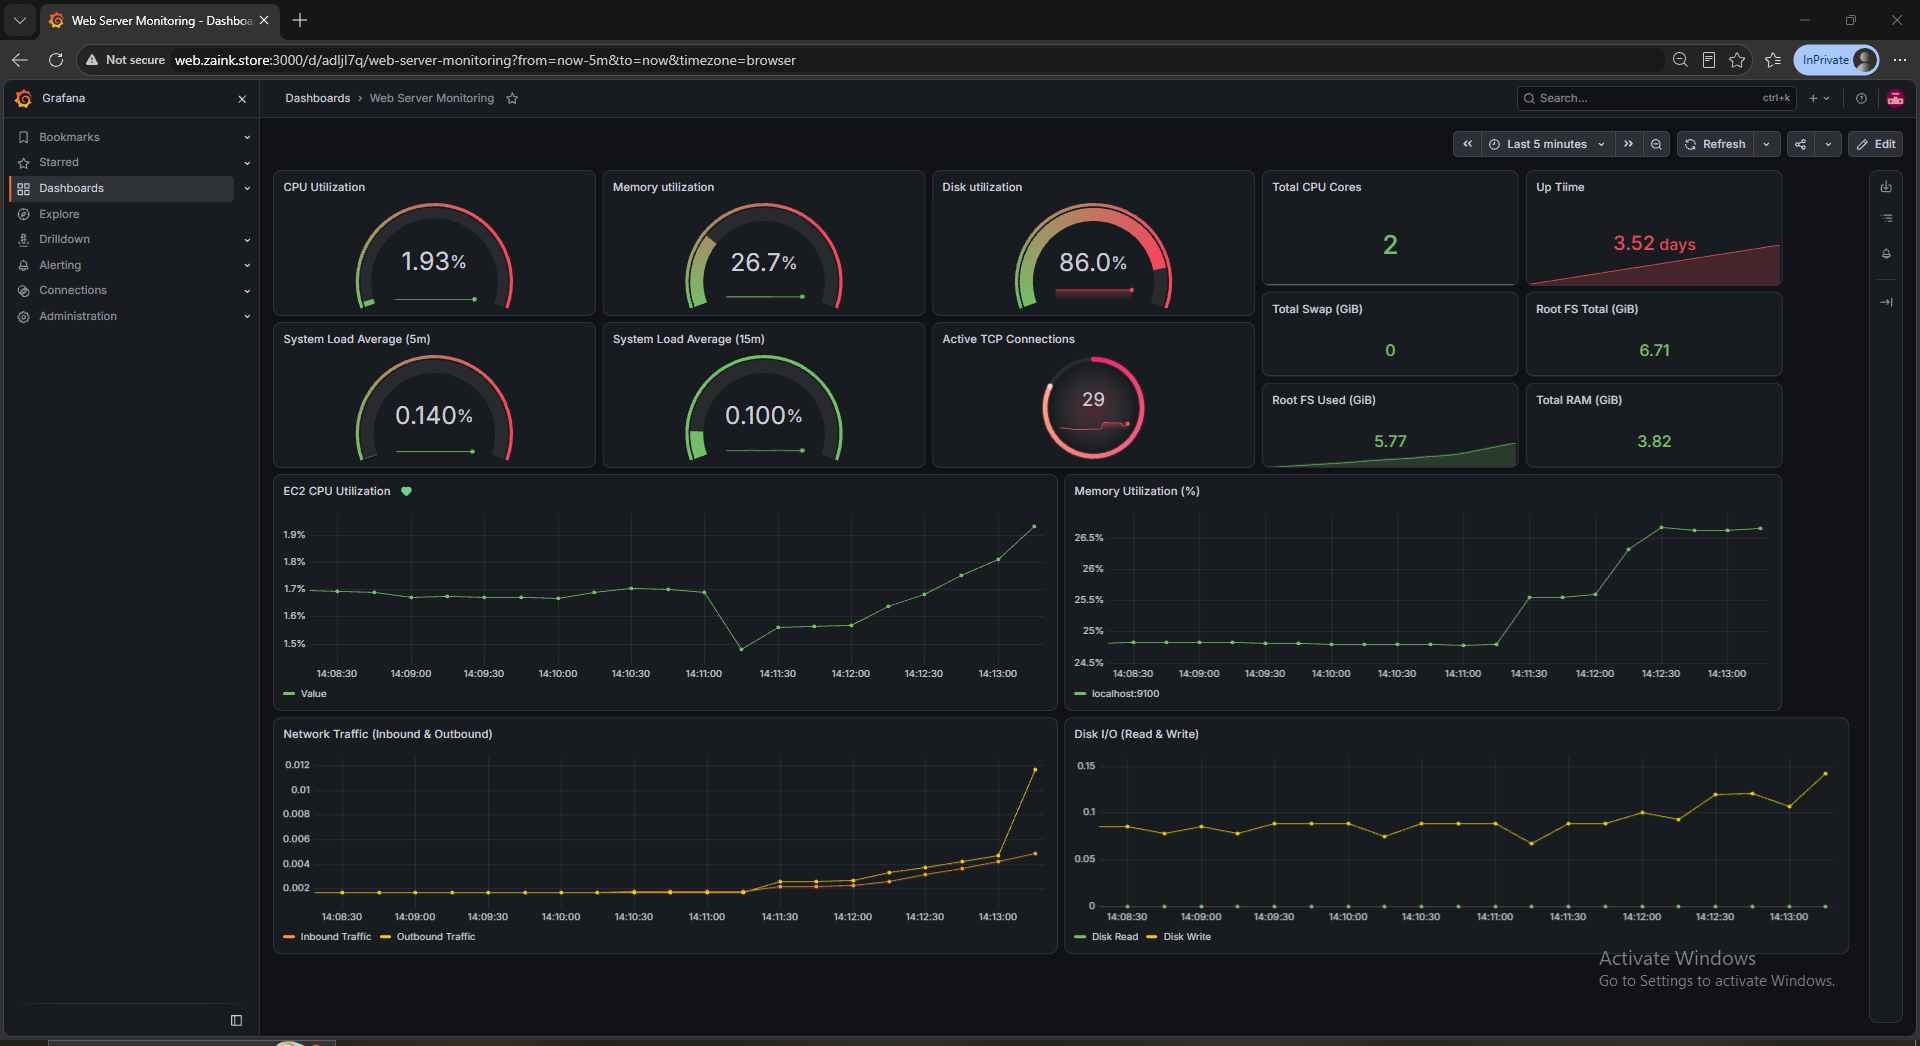 Web Server Monitoring - Dashboa
Not secure web.zaink.store:3000/d/adljl7q/web-server-monitoring?from=now-5m&to=now&timezone=browser
InPrivate
Grafana
Dashboards › Web Server Monitoring
Search... ctrl+k
Bookmarks
Starred
Dashboards
Explore
Drilldown
Alerting
Connections
Administration
Last 5 minutes
Refresh
Edit
CPU Utilization
1.93%
Memory utilization
26.7%
Disk utilization
86.0%
Total CPU Cores
2
Up Tiime
3.52 days
System Load Average (5m)
0.140%
System Load Average (15m)
0.100%
Active TCP Connections
29
Total Swap (GiB)
0
Root FS Total (GiB)
6.71
Root FS Used (GiB)
5.77
Total RAM (GiB)
3.82
EC2 CPU Utilization
1.9%
1.8%
1.7%
1.6%
1.5%
14:08:30 14:09:00 14:09:30 14:10:00 14:10:30 14:11:00 14:11:30 14:12:00 14:12:30 14:13:00
Value
Memory Utilization (%)
26.5%
26%
25.5%
25%
24.5%
14:08:30 14:09:00 14:09:30 14:10:00 14:10:30 14:11:00 14:11:30 14:12:00 14:12:30 14:13:00
localhost:9100
Network Traffic (Inbound & Outbound)
0.012
0.01
0.008
0.006
0.004
0.002
14:08:30 14:09:00 14:09:30 14:10:00 14:10:30 14:11:00 14:11:30 14:12:00 14:12:30 14:13:00
Inbound Traffic Outbound Traffic
Disk I/O (Read & Write)
0.15
0.1
0.05
0
14:08:30 14:09:00 14:09:30 14:10:00 14:10:30 14:11:00 14:11:30 14:12:00 14:12:30 14:13:00
Disk Read Disk Write
Activate Windows
Go to Settings to activate Windows.